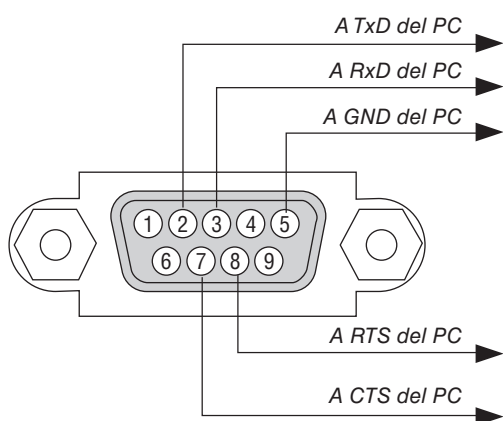 A TxD del PC
A RxD del PC
A GND del PC
1 2 3 4 5
6 7 8 9
A RTS del PC
A CTS del PC